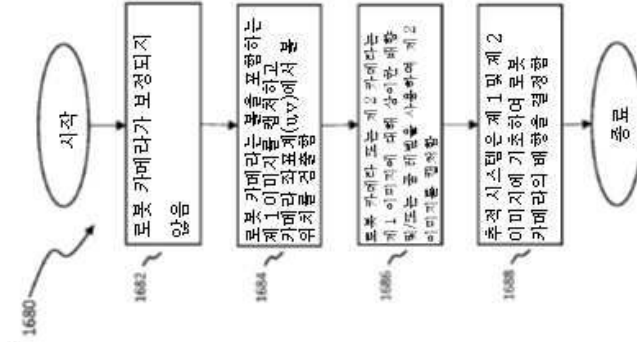 1680
시작
1682
로봇 카메라가 보정되지
않음
1684
로봇 카메라는 볼을 포함하는
제 1 이미지를 캡처하고
카메라 좌표계(u,v)에서 볼
위치를 검출함
1686
로봇 카메라 또는 제 2 카메라는
제 1 이미지에 대해 상이한 배향
및/또는 줌 레벨을 사용하여 제 2
이미지를 캡처함
1688
추적 시스템은 제 1 및 제 2
이미지에 기초하여 로봇
카메라의 배향을 결정함
종료